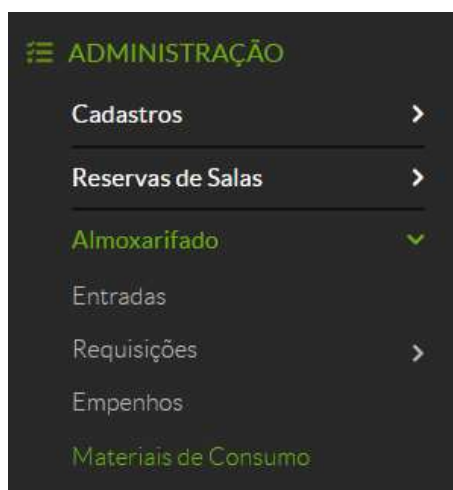 ADMINISTRAÇÃO
Cadastros
Reservas de Salas
Almoxarifado
Entradas
Requisições
Empenhos
Materiais de Consumo